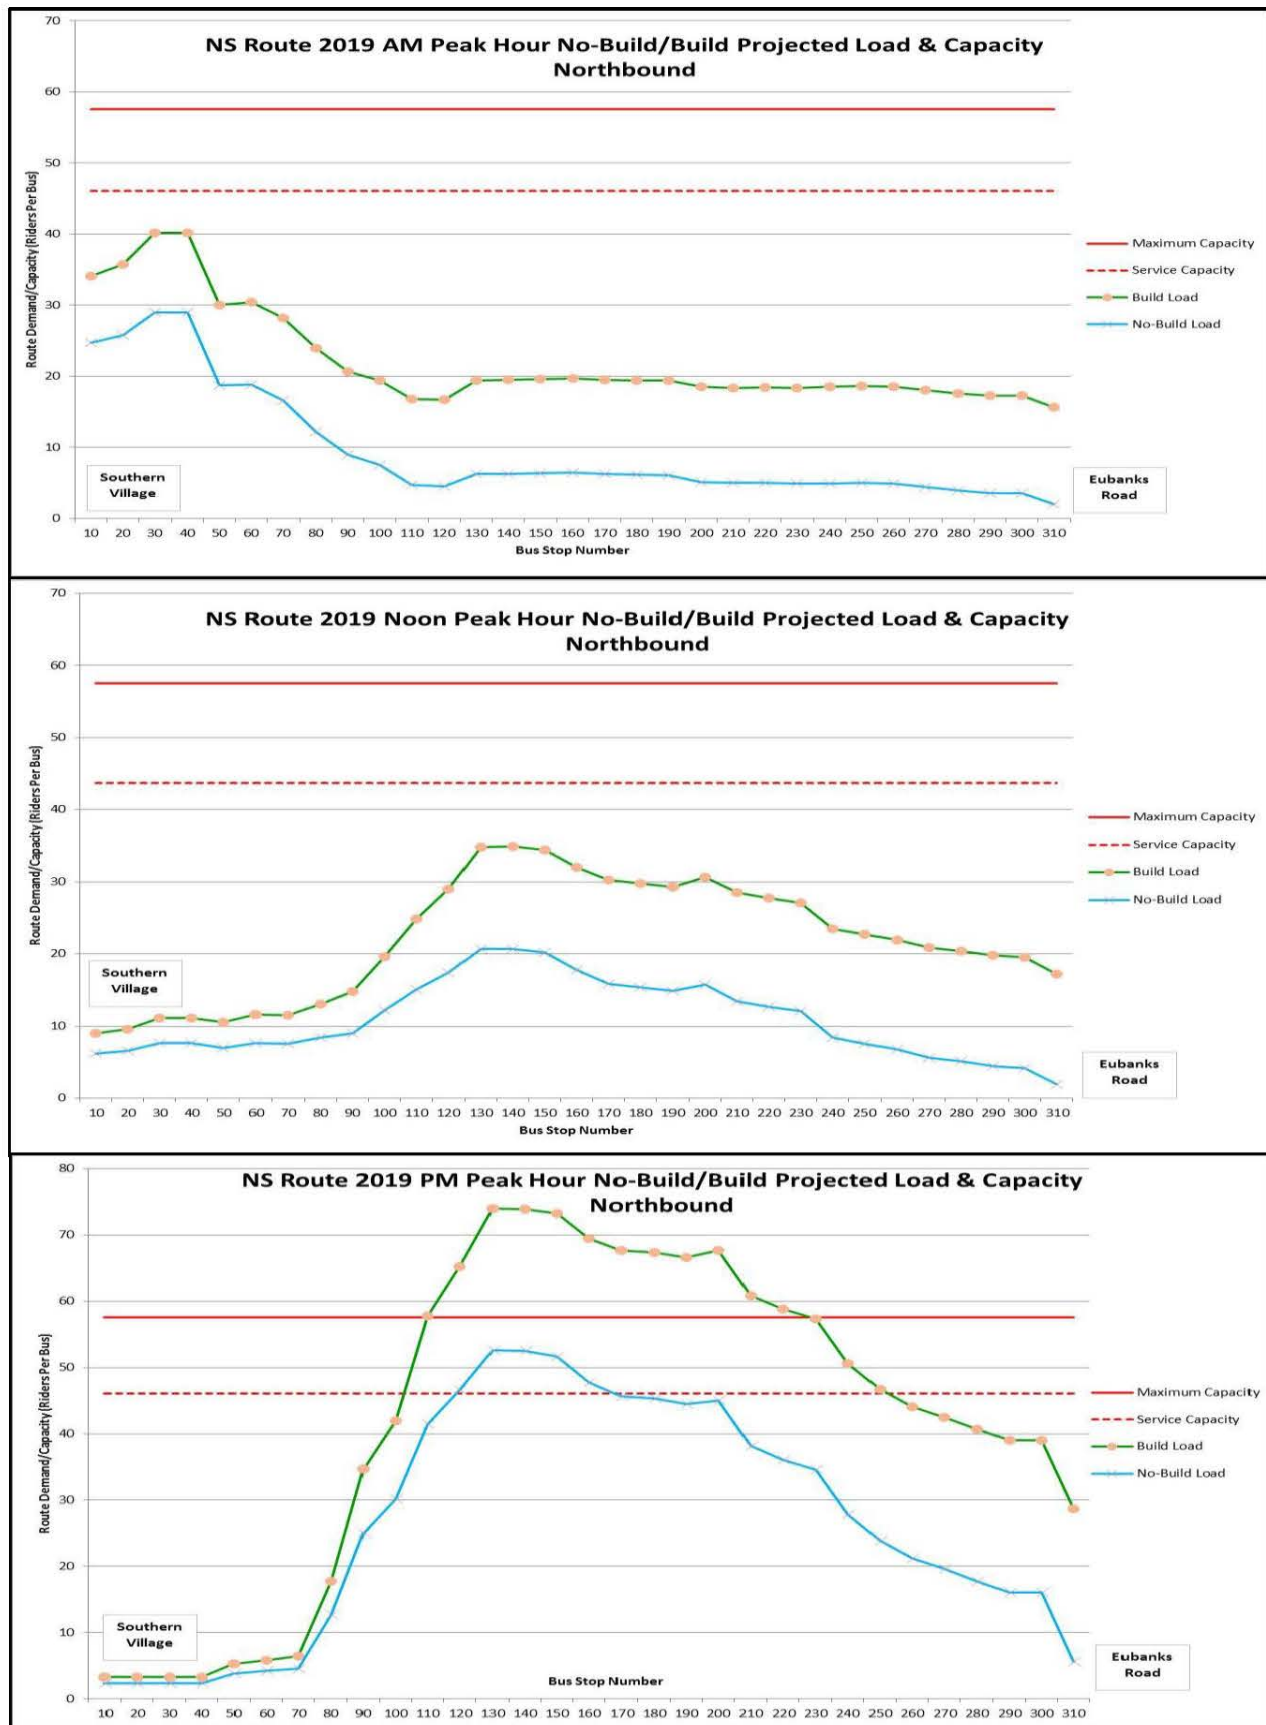 NS Route 2019 AM Peak Hour No-Build/Build Projected Load & Capacity
Northbound
70
60
50
40
30
20
10
0
Route Demand/Capacity (Riders Per Bus)
Maximum Capacity
Service Capacity
Build Load
No-Build Load
Southern
Village
Eubanks
Road
10 20 30 40 50 60 70 80 90 100 110 120 130 140 150 160 170 180 190 200 210 220 230 240 250 260 270 280 290 300 310
Bus Stop Number
NS Route 2019 Noon Peak Hour No-Build/Build Projected Load & Capacity
Northbound
70
60
50
40
30
20
10
0
Route Demand/Capacity (Riders Per Bus)
Maximum Capacity
Service Capacity
Build Load
No-Build Load
Southern
Village
Eubanks
Road
10 20 30 40 50 60 70 80 90 100 110 120 130 140 150 160 170 180 190 200 210 220 230 240 250 260 270 280 290 300 310
Bus Stop Number
NS Route 2019 PM Peak Hour No-Build/Build Projected Load & Capacity
Northbound
80
70
60
50
40
30
20
10
0
Route Demand/Capacity (Riders Per Bus)
Maximum Capacity
Service Capacity
Build Load
No-Build Load
Southern
Village
Eubanks
Road
Bus Stop Number
10 20 30 40 50 60 70 80 90 100 110 120 130 140 150 160 170 180 190 200 210 220 230 240 250 260 270 280 290 300 310